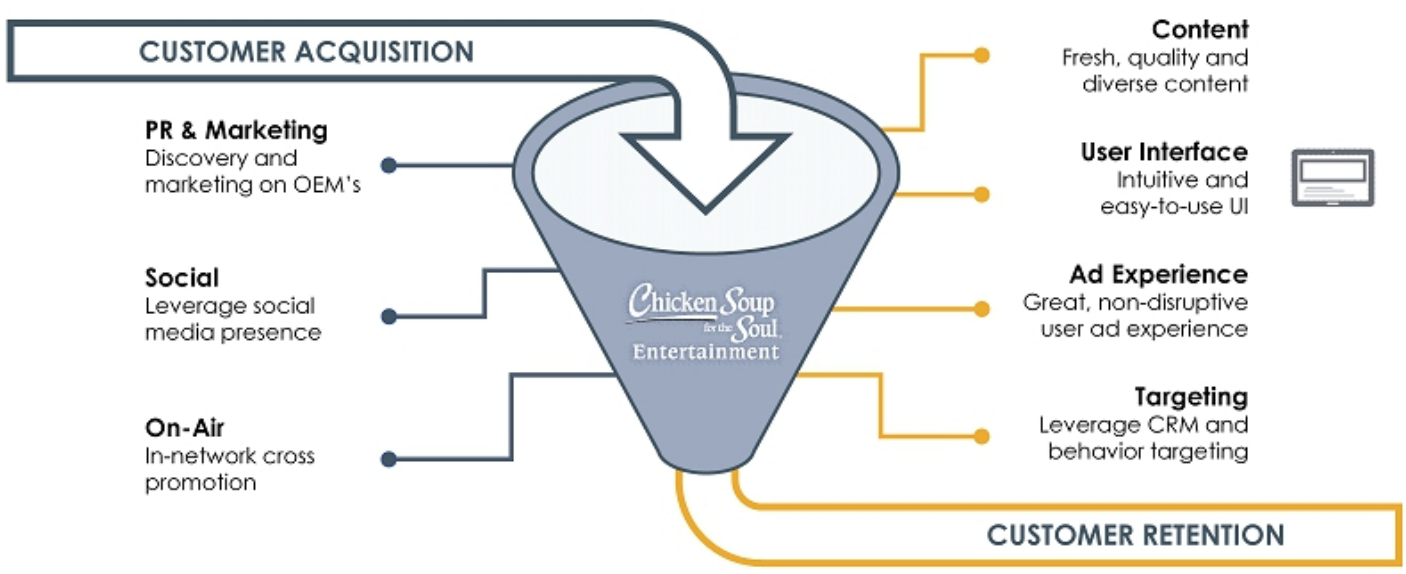 CUSTOMER ACQUISITION
PR & Marketing
Discovery and
marketing on OEM's
Social
Leverage social
media presence
On-Air
In-network cross
promotion
Chicken Soup
for the Soul
Entertainment
Content
Fresh, quality and
diverse content
User Interface
Intuitive and
easy-to-use UI
Ad Experience
Great, non-disruptive
user ad experience
Targeting
Leverage CRM and
behavior targeting
CUSTOMER RETENTION